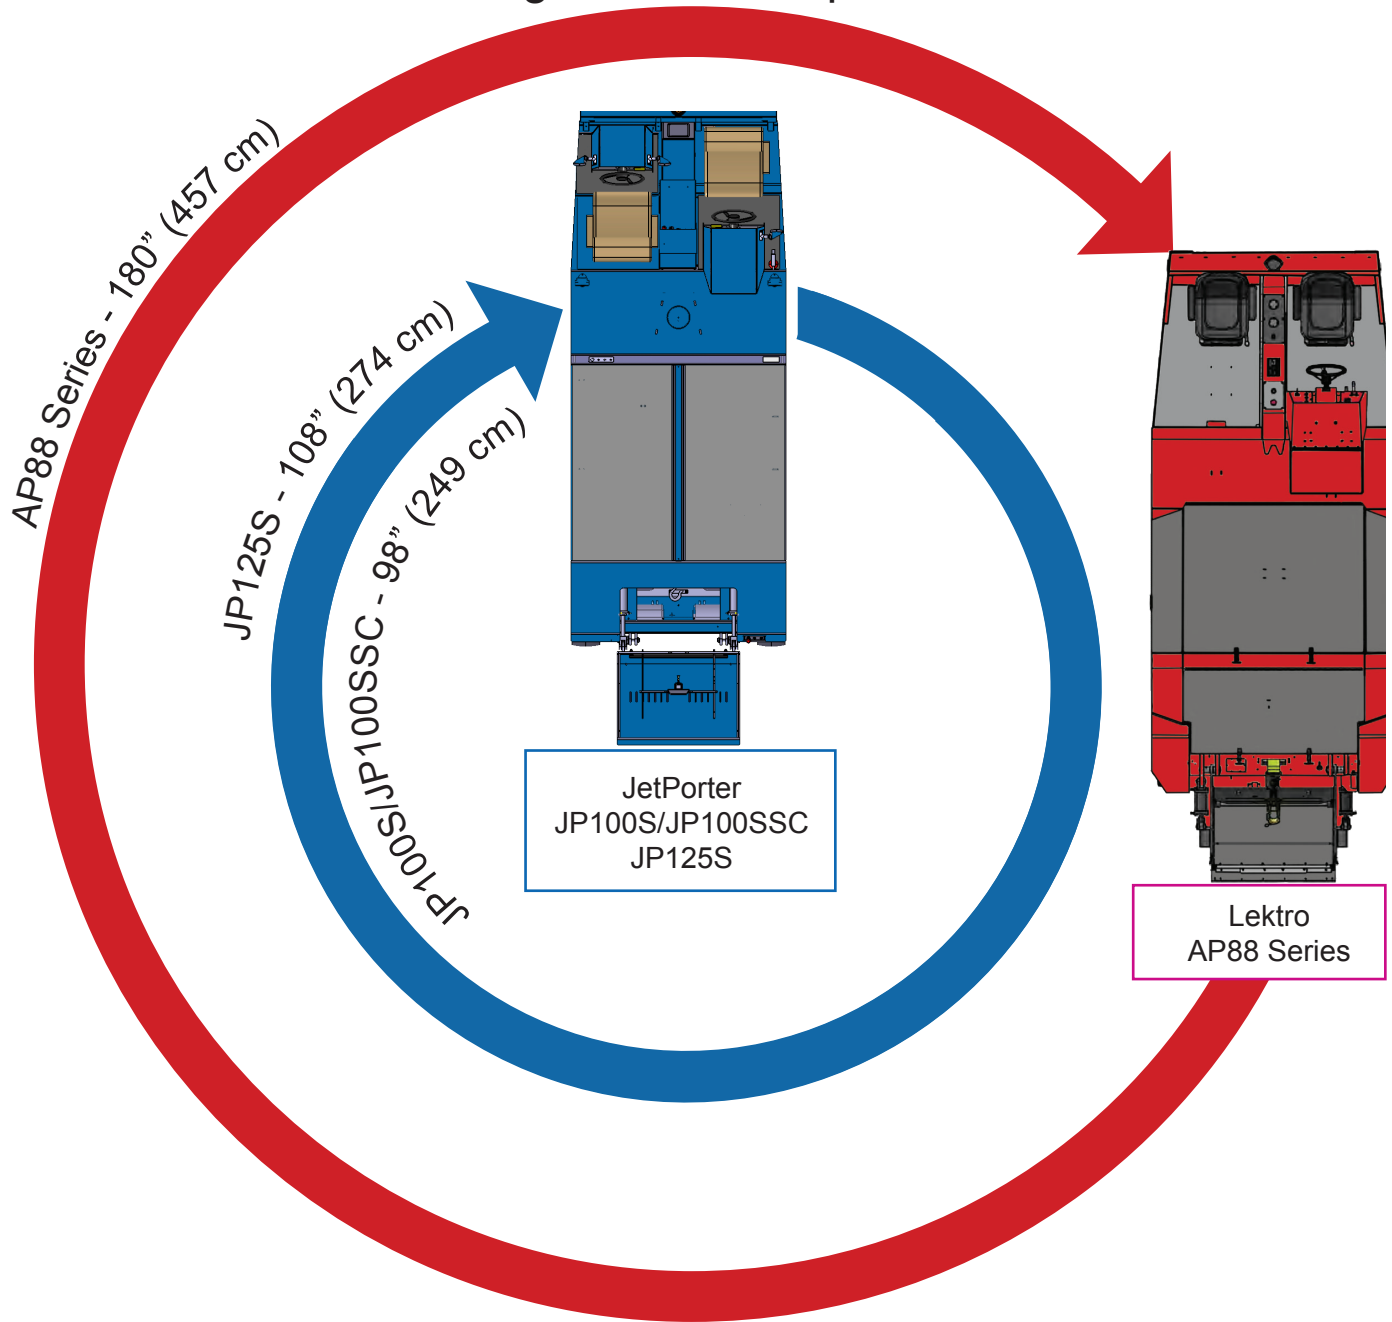 AP88 Series - 180” (457 cm)
JP125S - 108” (274 cm)
JP100S/JP100SSC - 98” (249 cm)
JetPorter
JP100S/JP100SSC
JP125S
Lektro
AP88 Series